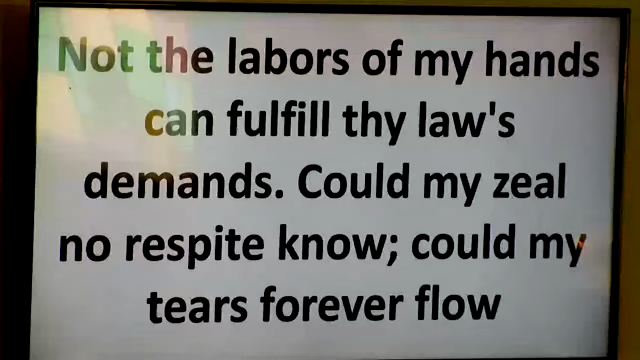 Not the labors of my hands
can fulfill thy law's
demands. Could my zeal
no respite know; could my
tears forever flow